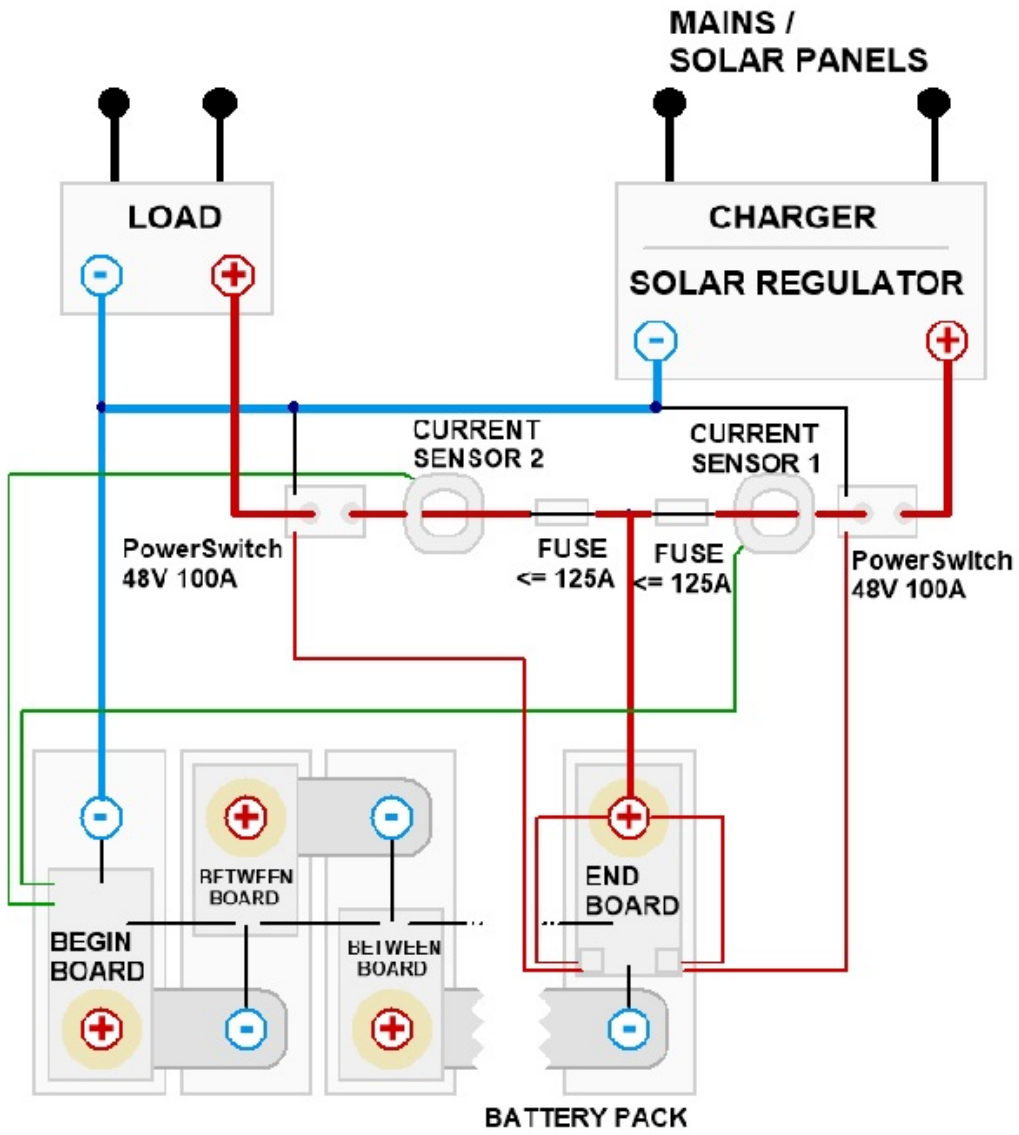 MAINS /
SOLAR PANELS
LOAD
CHARGER
- +
SOLAR REGULATOR
- +
CURRENT
SENSOR 2
CURRENT
SENSOR 1
PowerSwitch
48V 100A
FUSE
<= 125A
FUSE
<= 125A
PowerSwitch
48V 100A
- + - +
BETWEEN
BOARD
END
BOARD
BEGIN
BOARD
BETWEEN
BOARD
+ - + -
BATTERY PACK